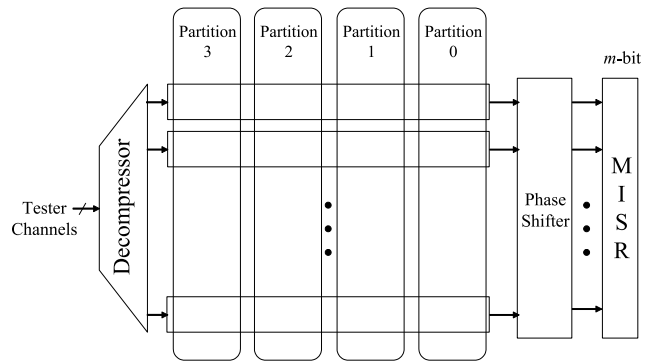 Partition
3
Partition
2
Partition
1
Partition
0
m-bit
Decompressor
Tester
Channels
Phase
Shifter
M
I
S
R